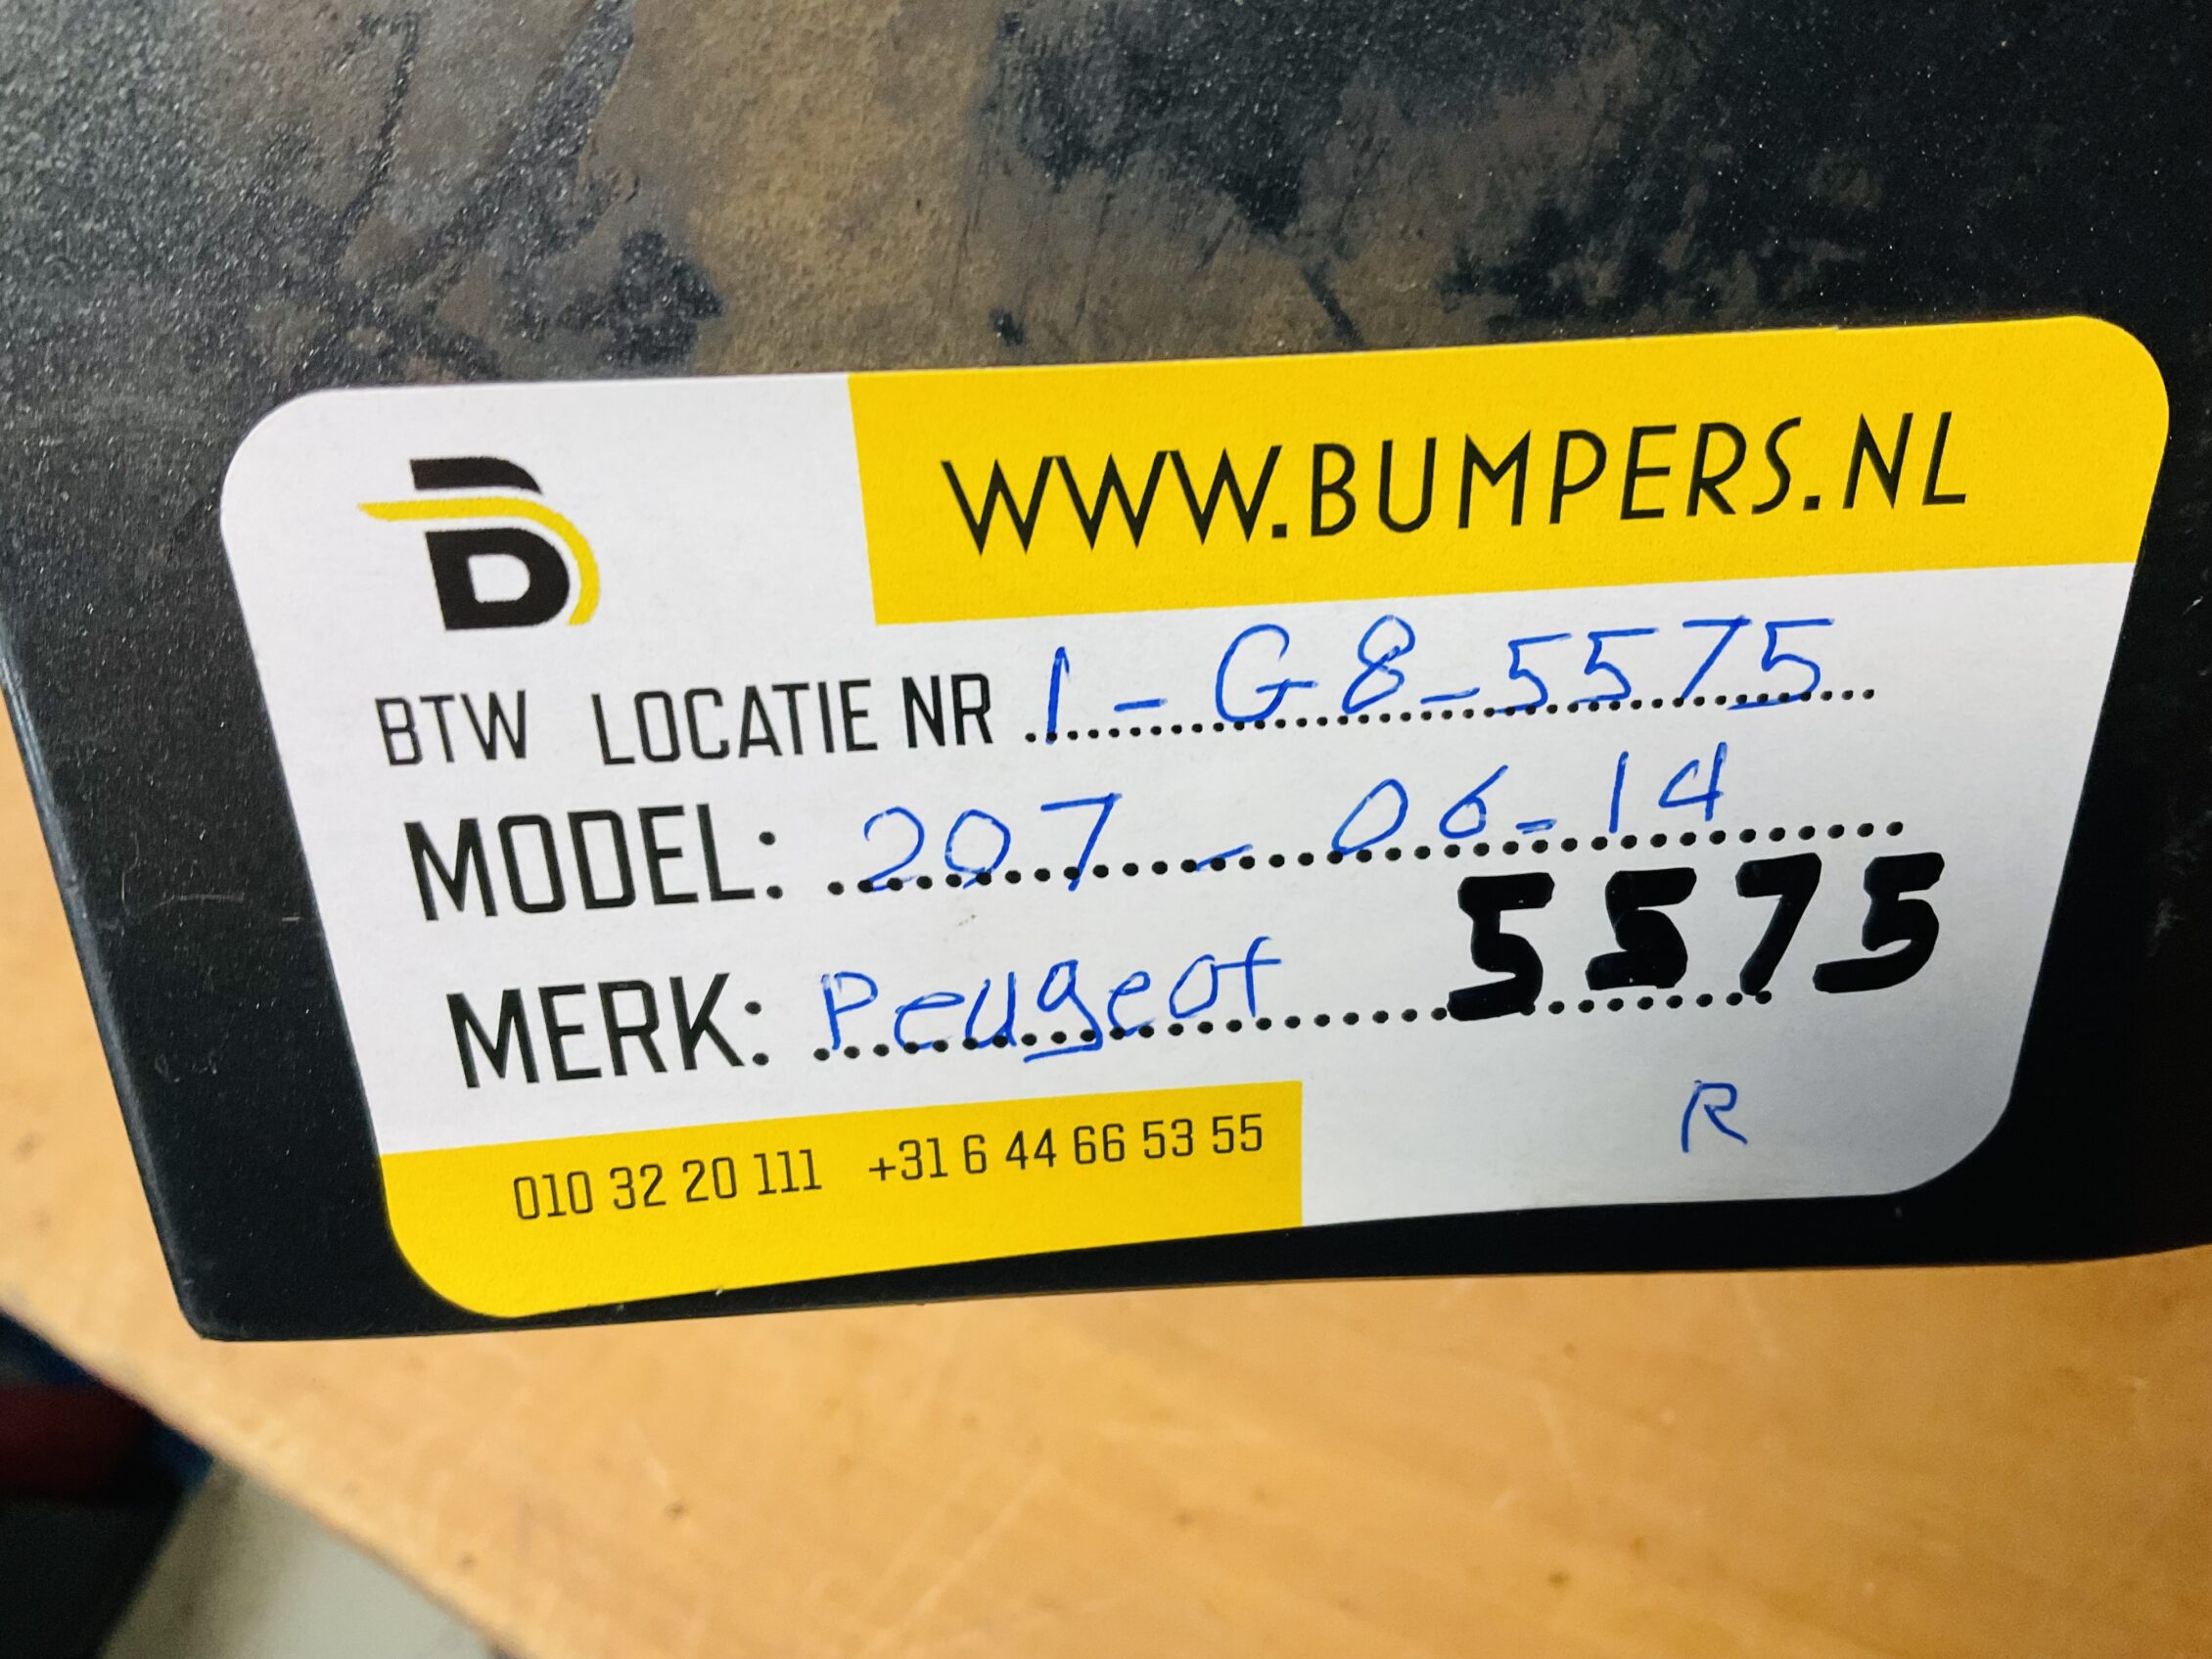 WWW.BUMPERS.NL
BTW LOCATIE NR 1-G8-5575
MODEL: 207-06-14
MERK: Peugeot 5575
R
010 32 20 111 +31 6 44 66 53 55